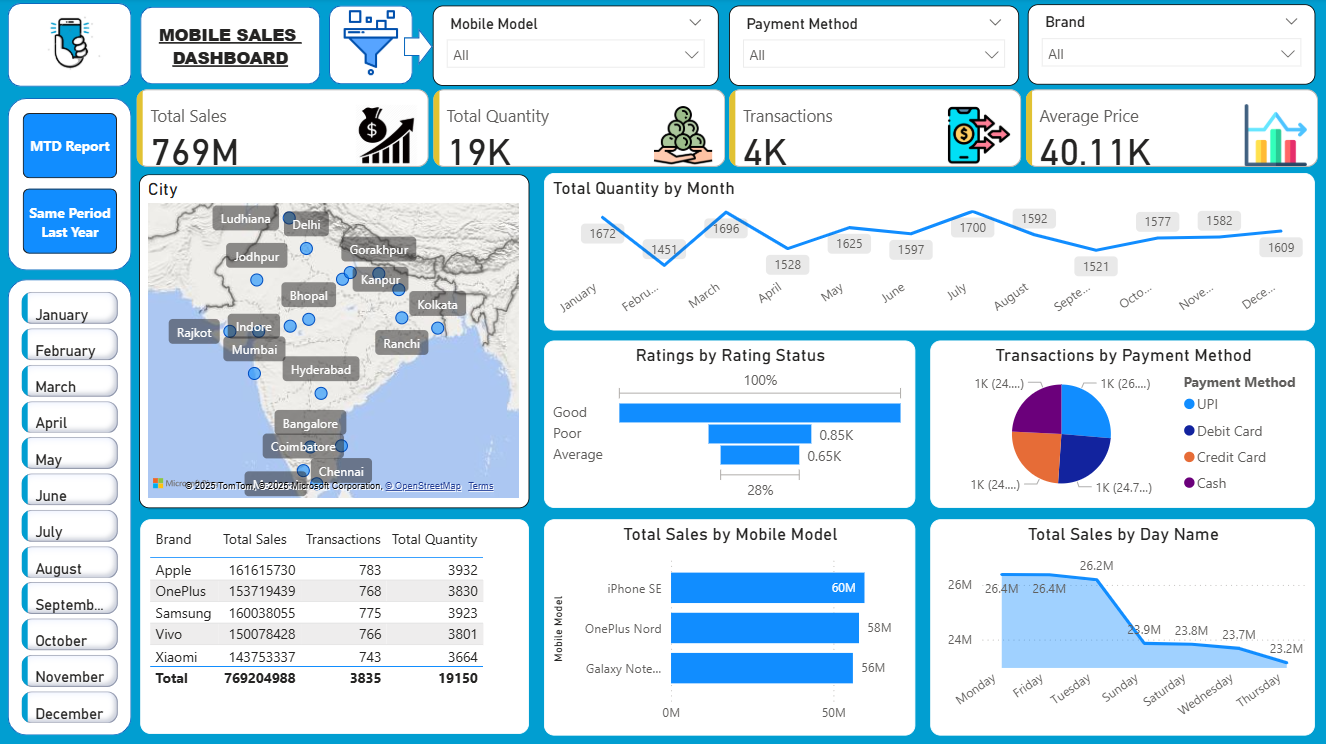 MOBILE SALES
DASHBOARD
Mobile Model
All
Payment Method
All
Brand
All
MTD Report
Same Period
Last Year
January
February
March
April
May
June
July
August
Septemb...
October
November
December
Total Sales
769M
Total Quantity
19K
Transactions
4K
Average Price
40.11K
City
Ludhiana
Delhi
Jodhpur
Gorakhpur
Kanpur
Bhopal
Kolkata
Rajkot
Indore
Mumbai
Ranchi
Hyderabad
Bangalore
Coimbatore
Chennai
© 2025 TomTom, © 2025 Microsoft Corporation, © OpenStreetMap Terms
Total Quantity by Month
1672
1451
1696
1528
1625
1597
1700
1592
1521
1577
1582
1609
January
Febru...
March
April
May
June
July
August
Septe...
Octo...
Nove...
Dece...
Ratings by Rating Status
100%
Good
Poor
0.85K
Average
0.65K
28%
Transactions by Payment Method
1K (24....)
1K (26....)
1K (24....)
1K (24.7...)
Payment Method
UPI
Debit Card
Credit Card
Cash
Brand Total Sales Transactions Total Quantity
Apple 161615730 783 3932
OnePlus 153719439 768 3830
Samsung 160038055 775 3923
Vivo 150078428 766 3801
Xiaomi 143753337 743 3664
Total 769204988 3835 19150
Total Sales by Mobile Model
Mobile Model
iPhone SE
60M
OnePlus Nord
58M
Galaxy Note...
56M
0M
50M
Total Sales by Day Name
26M
24M
26.4M
26.4M
26.2M
23.9M
23.8M
23.7M
23.2M
Monday
Friday
Tuesday
Sunday
Saturday
Wednesday
Thursday